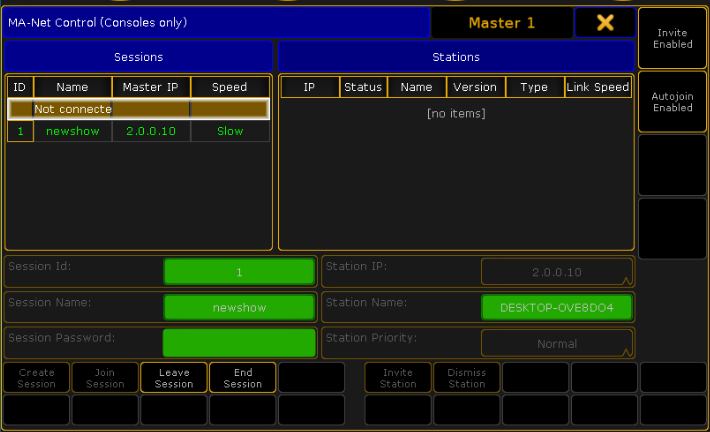 MA-Net Control (Consoles only)
Master 1
Invite
Enabled
Sessions
Stations
ID Name Master IP Speed
IP Status Name Version Type Link Speed
Not connecte
[no items]
1 newshow 2.0.0.10 Slow
Autojoin
Enabled
Session Id: 1
Station IP: 2.0.0.10
Session Name: newshow
Station Name: DESKTOP-OVEBDO4
Session Password:
Station Priority: Normal
Create
Session
Join
Session
Leave
Session
End
Session
Invite
Station
Dismiss
Station